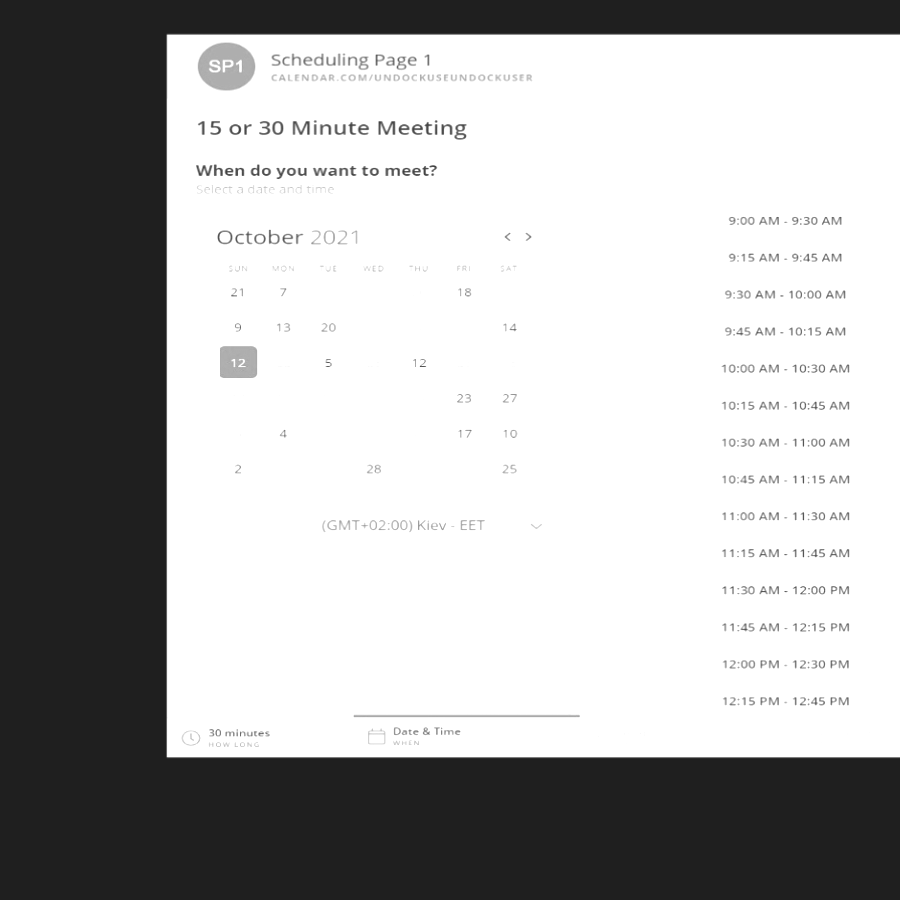 SP1
Scheduling Page 1
CALENDAR.COM/UNDOCKUSEUNDOCKUSER
15 or 30 Minute Meeting
When do you want to meet?
Select a date and time
October 2021
< >
SUN MON TUE WED THU FRI SAT
21 7 18
9 13 20 14
12 5 12
23 27
4 17 10
2 28 25
(GMT+02:00) Kiev - EET
9:00 AM - 9:30 AM
9:15 AM - 9:45 AM
9:30 AM - 10:00 AM
9:45 AM - 10:15 AM
10:00 AM - 10:30 AM
10:15 AM - 10:45 AM
10:30 AM - 11:00 AM
10:45 AM - 11:15 AM
11:00 AM - 11:30 AM
11:15 AM - 11:45 AM
11:30 AM - 12:00 PM
11:45 AM - 12:15 PM
12:00 PM - 12:30 PM
12:15 PM - 12:45 PM
30 minutes
HOW LONG
Date & Time
WHEN